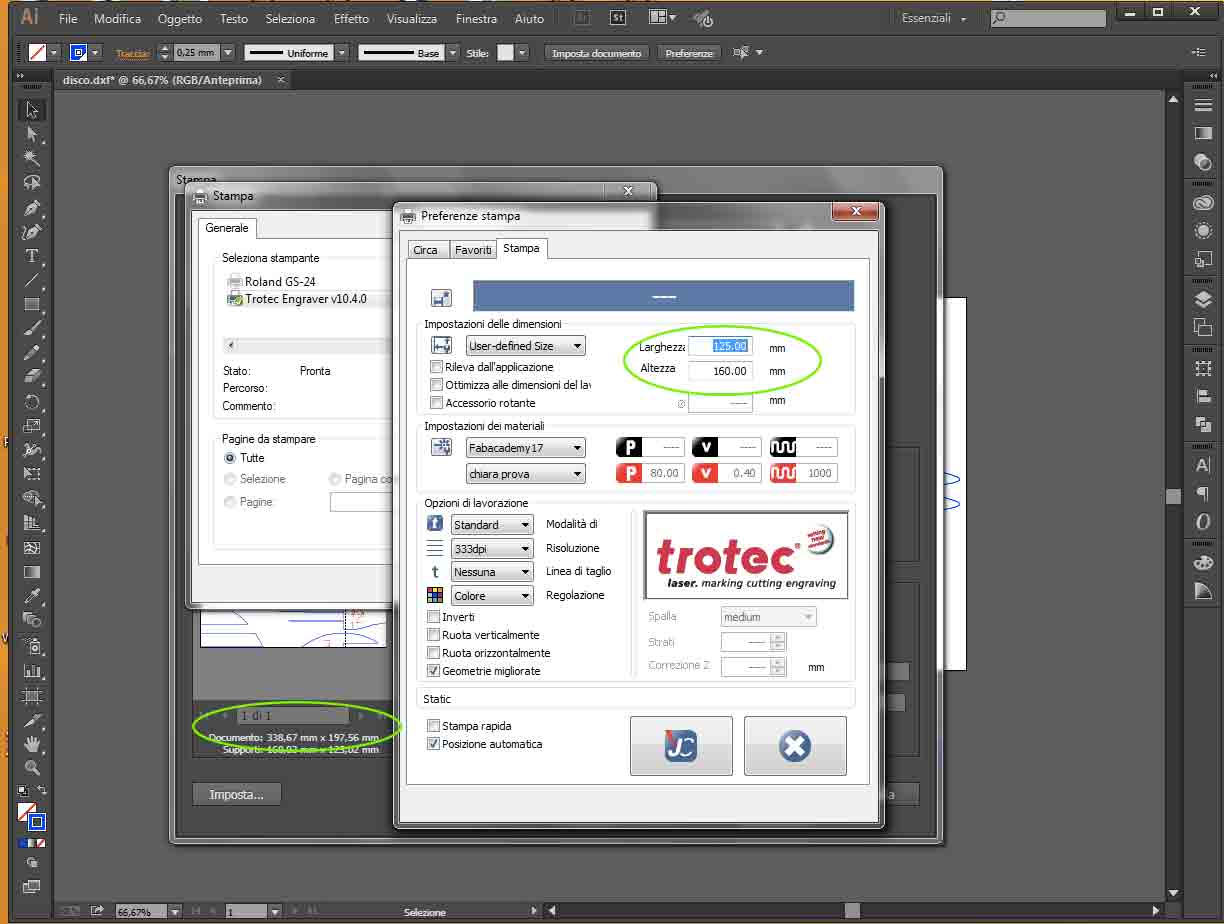 Ai File Modifica Oggetto Testo Seleziona Effetto Visualizza Finestra Aiuto Br St Essenziali
Traccia: 0,25 mm Uniforme Base Stile: Imposta documento Preferenze
disco.dxf* @ 66,67% (RGB/Anteprima) ×
Stampa
Stampa
Generale
Seleziona stampante
Roland GS-24
Trotec Engraver v10.4.0
Stato: Pronta
Percorso:
Commento:
Pagine da stampare
Tutte
Selezione Pagina co
Pagine:
1 di 1
Documento: 338,67 mm x 197,56 mm
Supporti: 160,02 mm x 125,02 mm
Imposta...
Preferenze stampa
Circa Favoriti Stampa
----
Impostazioni delle dimensioni
User-defined Size Larghezza 125.00 mm
Rileva dall'applicazione Altezza 160.00 mm
Ottimizza alle dimensioni del lav
Accessorio rotante ∅ ---- mm
Impostazioni dei materiali
Fabacademy17 P ---- v ---- ----
chiara prova P 80.00 v 0.40 1000
Opzioni di lavorazione
Standard Modalità di
333dpi Risoluzione
t Nessuna Linea di taglio
Colore Regolazione
Inverti
Ruota verticalmente
Ruota orizzontalmente
Geometrie migliorate
trotec®
setting new standards
laser. marking cutting engraving
Spalla medium
Strati ----
Correzione Z ---- mm
Static
Stampa rapida
Posizione automatica
JC
a
66,67% 1 Selezione